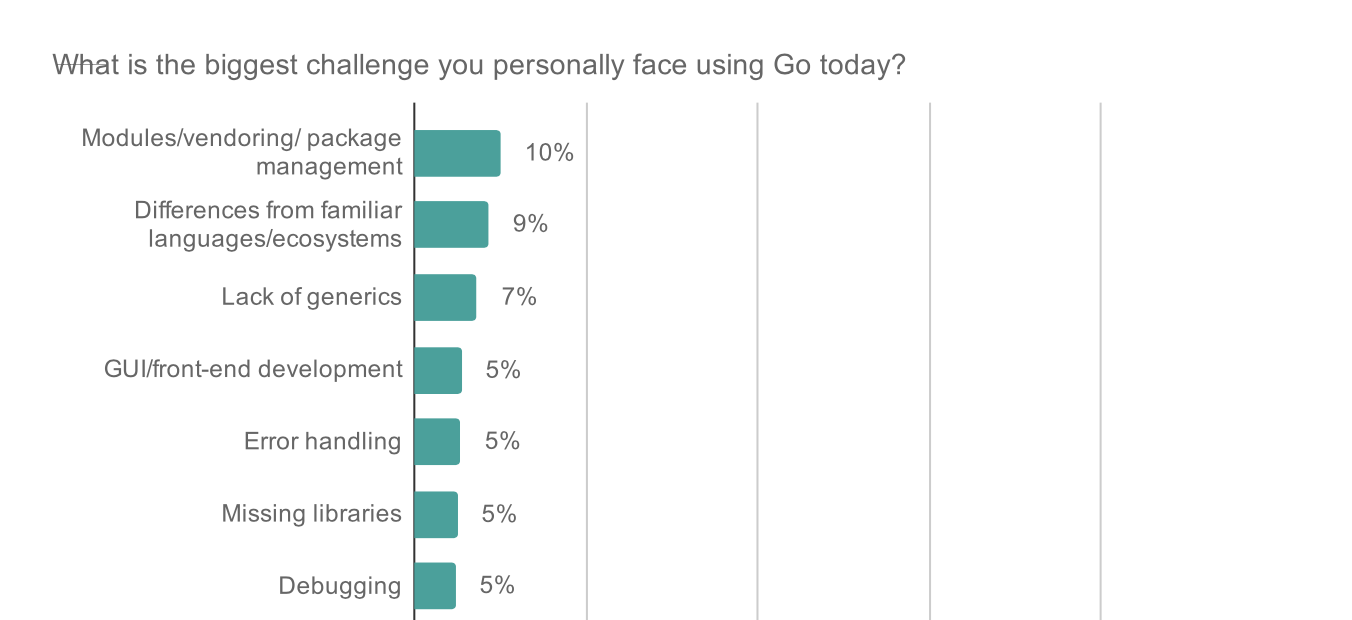 What is the biggest challenge you personally face using Go today?
Modules/vendoring/ package
management
10%
Differences from familiar
languages/ecosystems
9%
Lack of generics
7%
GUI/front-end development
5%
Error handling
5%
Missing libraries
5%
Debugging
5%